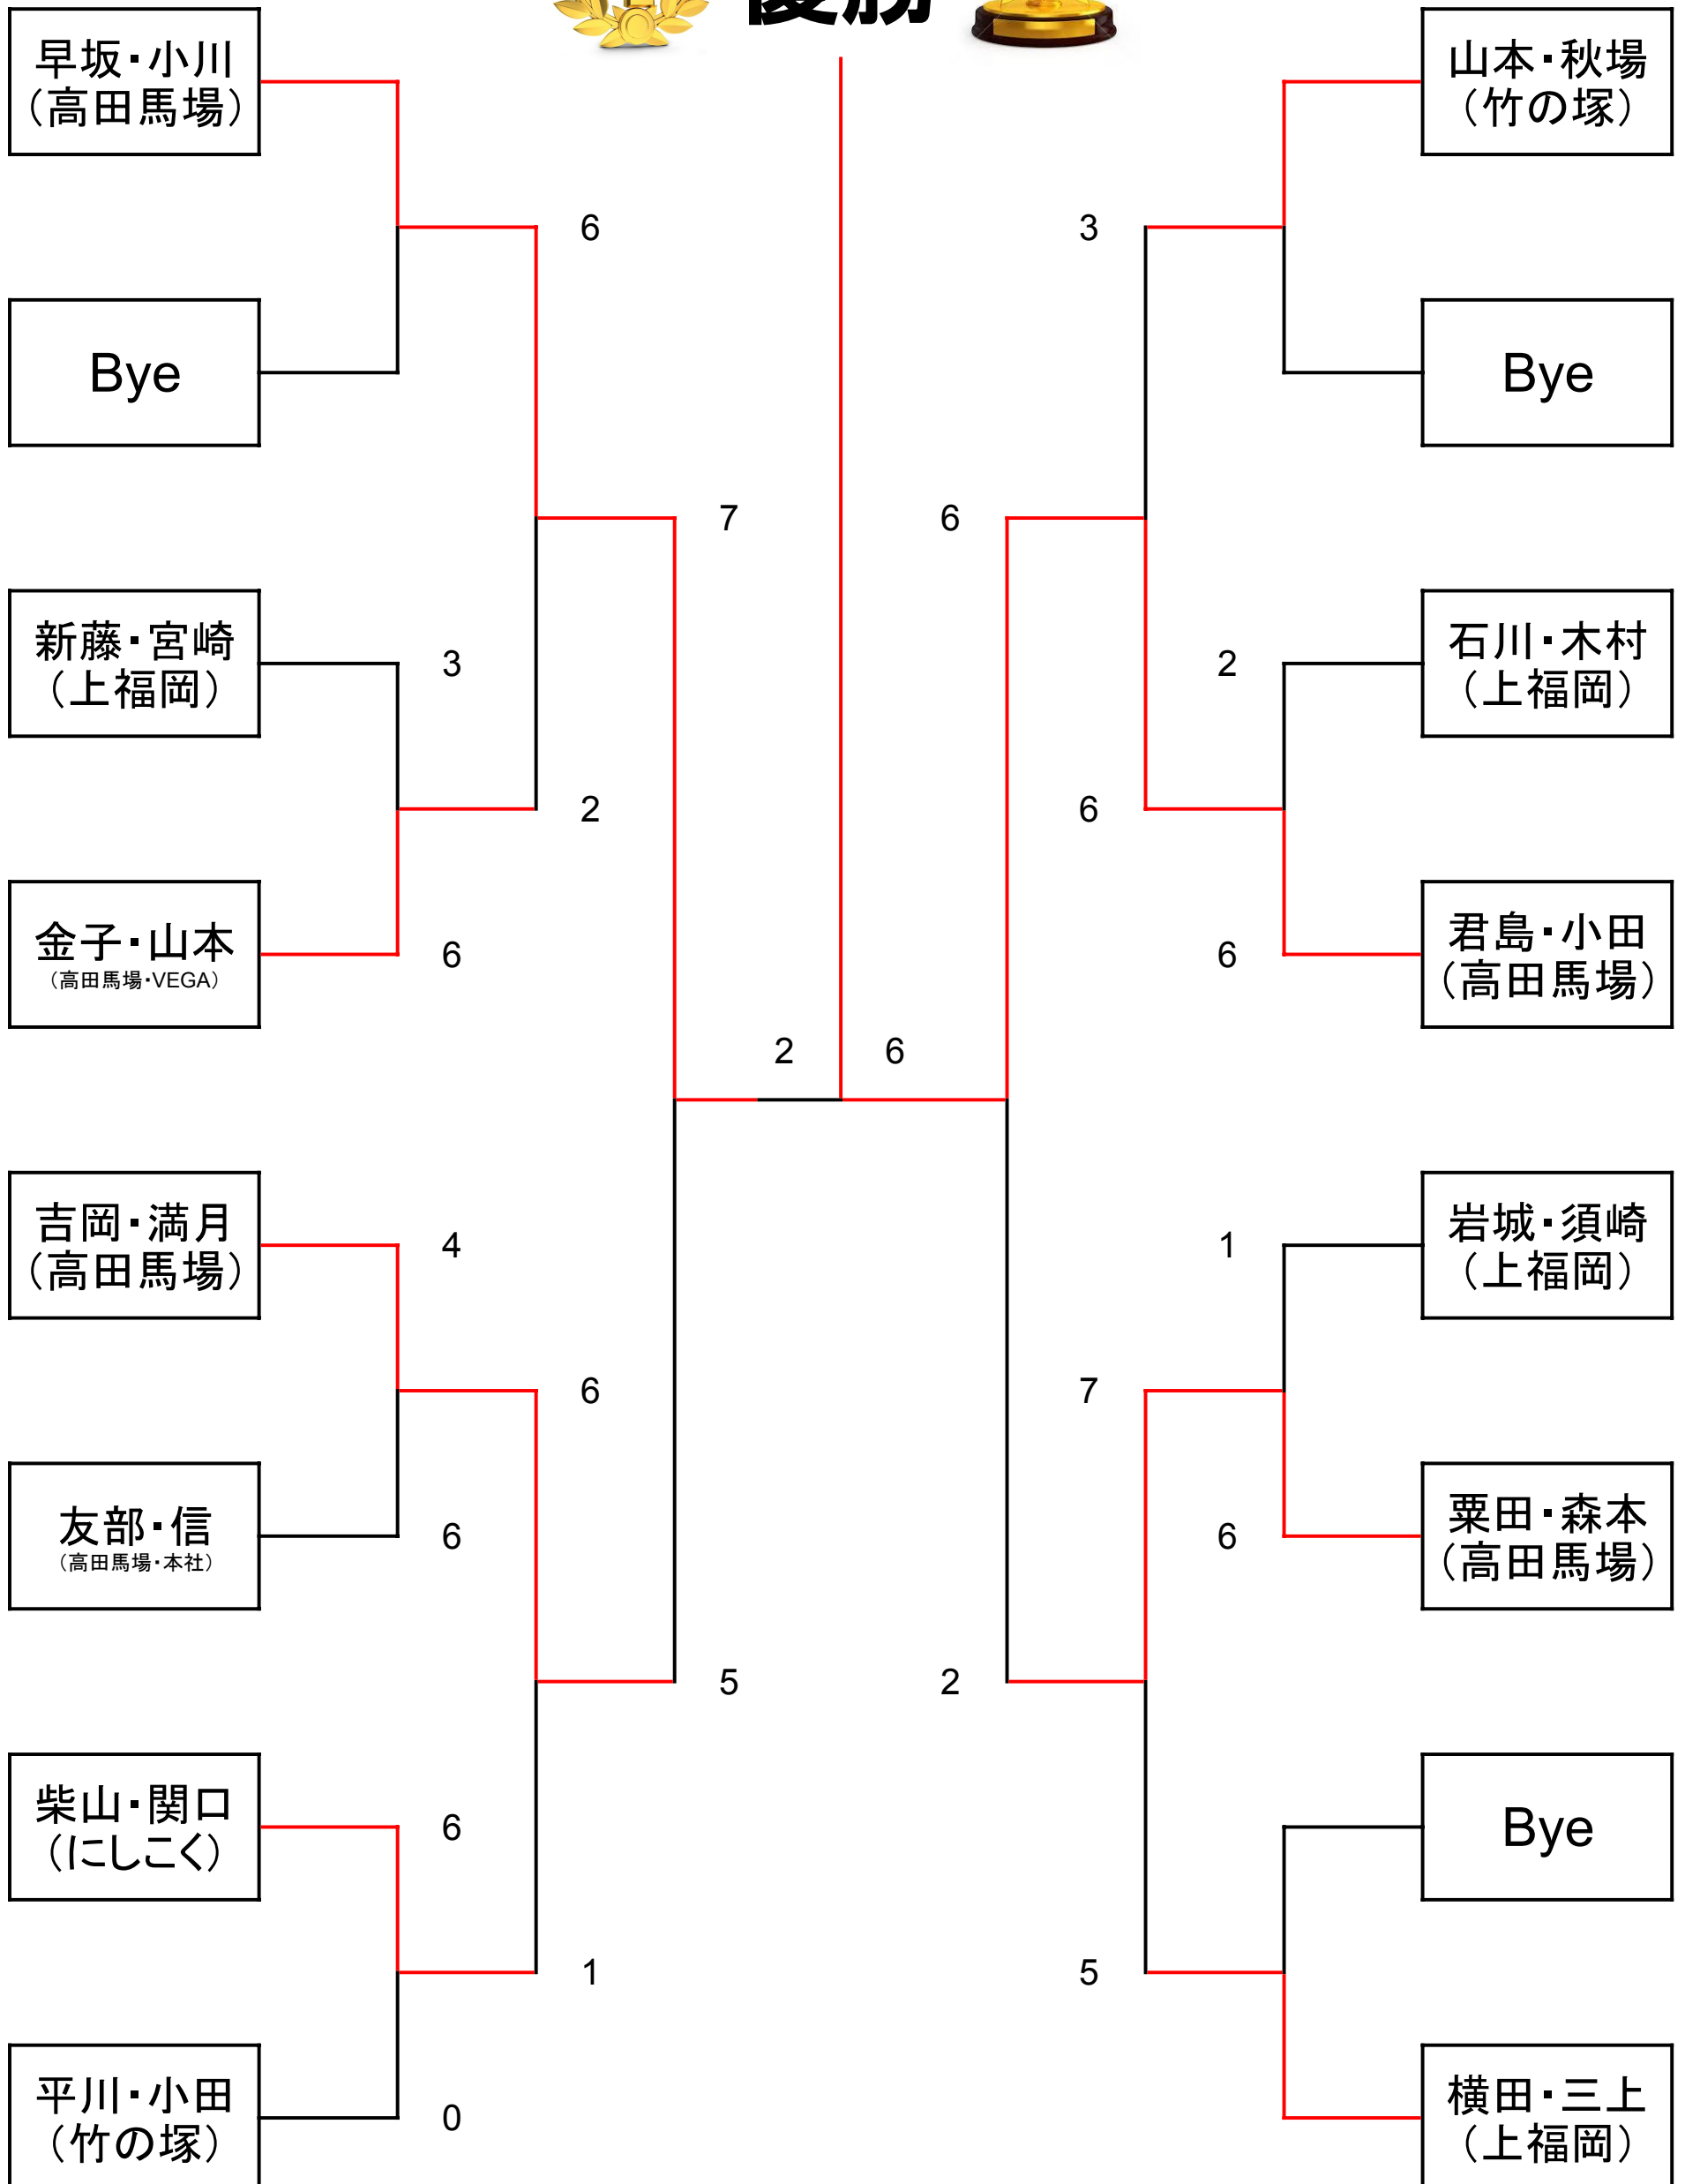 優勝
早坂・小川
（高田馬場）
山本・秋場
（竹の塚）
6
3
Bye
Bye
7
6
新藤・宮崎
（上福岡）
3
2
石川・木村
（上福岡）
2
6
金子・山本
（高田馬場・VEGA）
6
6
君島・小田
（高田馬場）
2
6
吉岡・満月
（高田馬場）
4
1
岩城・須崎
（上福岡）
6
7
友部・信
（高田馬場・本社）
6
6
粟田・森本
（高田馬場）
5
2
柴山・関口
（にしこく）
6
Bye
1
5
平川・小田
（竹の塚）
0
横田・三上
（上福岡）